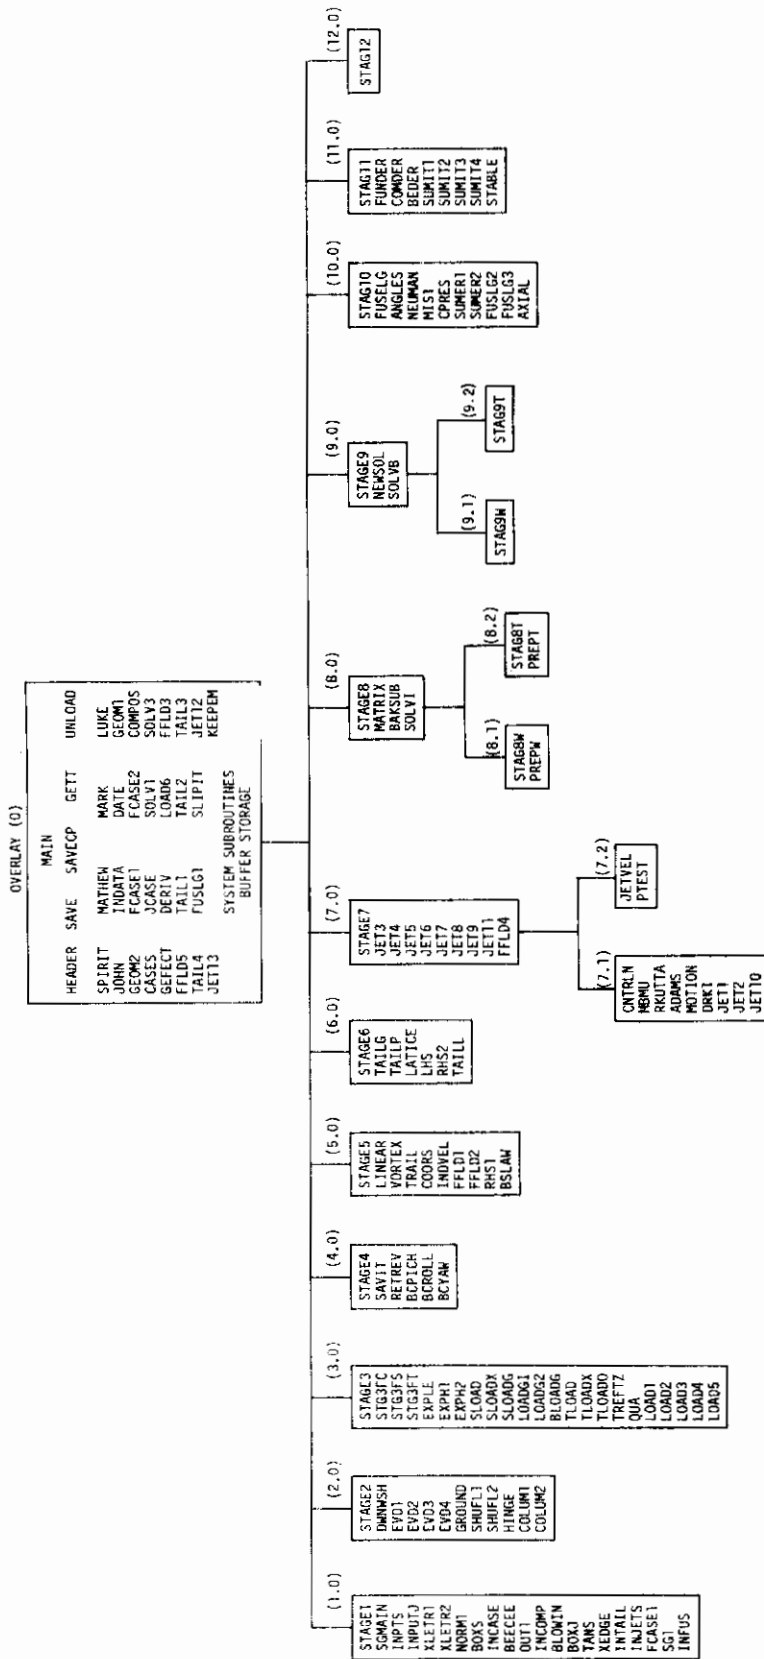 OVERLAY (0)
MAIN
HEADER SAVE SAVECP GETT UNLOAD
SPIRIT MATHEW MARK LUKE
JOHN INDATA DATE GEOM1
GEOM2 FCASE1 FCASE2 COMPOS
CASES JCASE SOLV1 SOLV3
GEFECT DERIV LOAD6 FFLD3
FFLD5 TAIL1 TAIL2 TAIL3
TAIL4 FUSLG1 SLIPIT JET12
JET13 KEEPEM
SYSTEM SUBROUTINES
BUFFER STORAGE
(1.0)
STAGE1
SGMAIN
INPTS
INPUTJ
XLETR1
XLETR2
NORM1
BOXS
INCASE
BEECEE
OUT1
INCOMP
BLOWIN
BOXJ
TANS
XEDGE
INTAIL
INJETS
FCASE1
SG1
INFUS
(2.0)
STAGE2
DWNWSH
EVD1
EVD2
EVD3
EVD4
GROUND
SHUFL1
SHUFL2
HINGE
COLUM1
COLUM2
(3.0)
STAGE3
STG3FC
STG3FS
STG3FT
EXPLE
EXPH1
EXPH2
SLOAD
SLOADX
SLOADG
LOADG1
LOADG2
BLOADG
TLOAD
TLOADX
TLOADO
TREFTZ
QUA
LOAD1
LOAD2
LOAD3
LOAD4
LOAD5
(4.0)
STAGE4
SAVIT
RETREV
BCPICH
BCROLL
BCYAW
(5.0)
STAGE5
LINEAR
VORTEX
TRAIL
COORS
INDVEL
FFLD1
FFLD2
RHS1
BSLAW
(6.0)
STAGE6
TAILG
TAILP
LATICE
LHS
RHS2
TAILL
(7.0)
STAGE7
JET3
JET4
JET5
JET6
JET7
JET8
JET9
JET11
FFLD4
(7.1)
CNTRLN
MBMU
RKUTTA
ADAMS
MOTION
DRK1
JET1
JET2
JET10
(7.2)
JETVEL
PTEST
(8.0)
STAGE8
MATRIX
BAKSUB
SOLVI
(8.1)
STAG8W
PREPW
(8.2)
STAG8T
PREPT
(9.0)
STAGE9
NEWSOL
SOLVB
(9.1)
STAG9W
(9.2)
STAG9T
(10.0)
STAG10
FUSELG
ANGLES
NEUMAN
MIS1
CPRES
SUMER1
SUMER2
FUSLG2
FUSLG3
AXIAL
(11.0)
STAG11
FUNDER
COMDER
BEDER
SUMIT1
SUMIT2
SUMIT3
SUMIT4
STABLE
(12.0)
STAG12